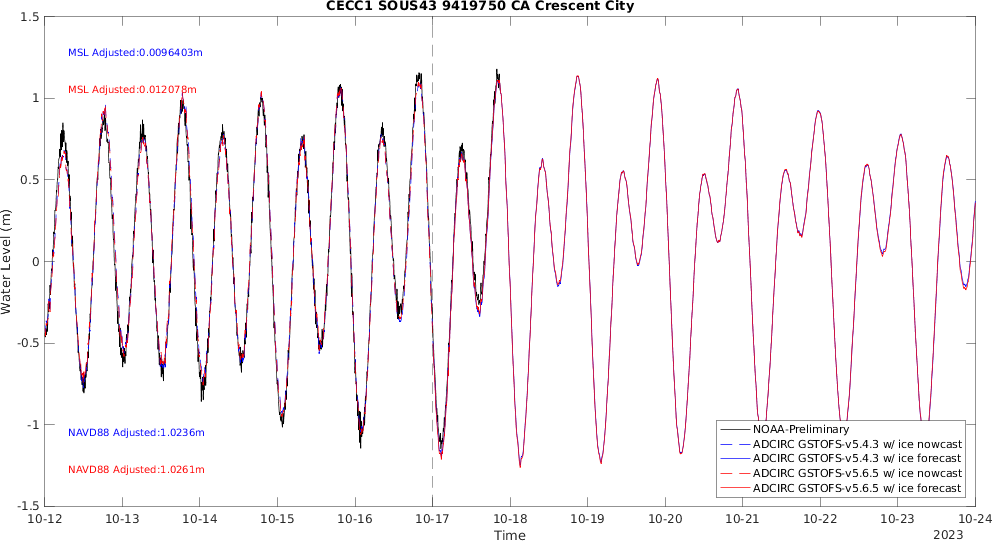 CECC1 SOUS43 9419750 CA Crescent City
1.5
MSL Adjusted:0.0096403m
MSL Adjusted:0.012078m
1
0.5
0
-0.5
-1
-1.5
Water Level (m)
NAVD88 Adjusted:1.0236m
NAVD88 Adjusted:1.0261m
NOAA-Preliminary
ADCIRC GSTOFS-v5.4.3 w/ ice nowcast
ADCIRC GSTOFS-v5.4.3 w/ ice forecast
ADCIRC GSTOFS-v5.6.5 w/ ice nowcast
ADCIRC GSTOFS-v5.6.5 w/ ice forecast
10-12 10-13 10-14 10-15 10-16 10-17 10-18 10-19 10-20 10-21 10-22 10-23 10-24
Time
2023